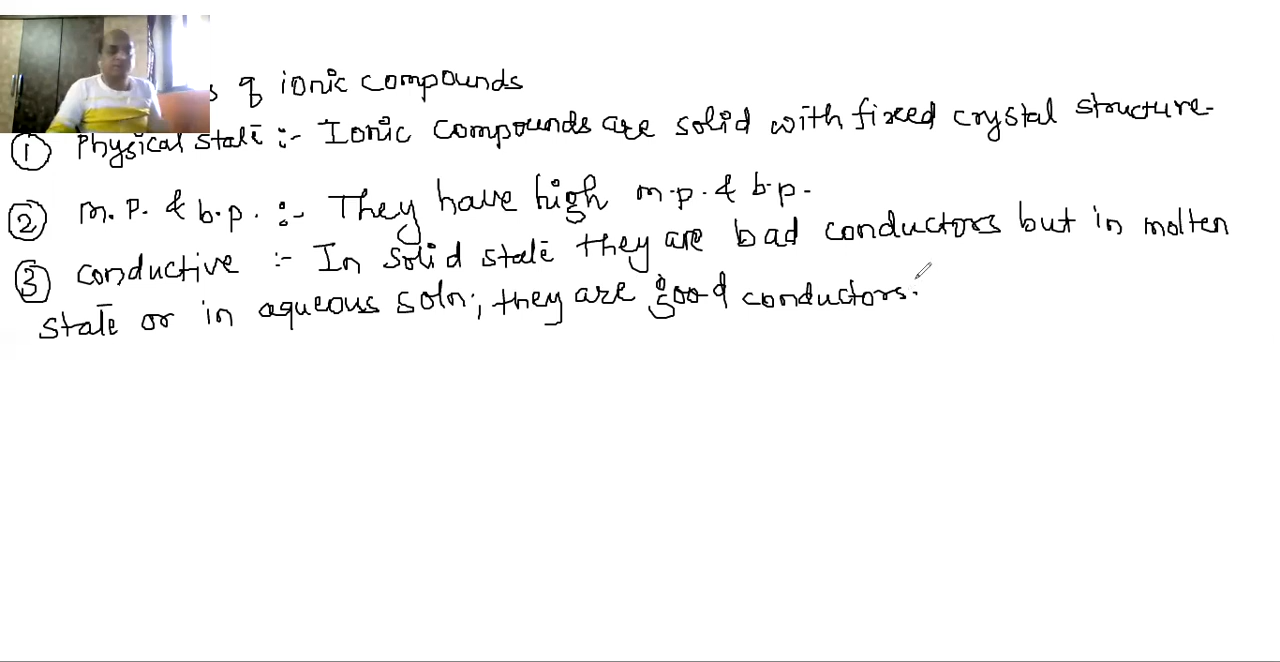 s of ionic compounds
① Physical state :- Ionic compounds are solid with fixed crystal structure.
② m.p. & b.p. :- They have high m.p. & b.p.
③ conductive :- In solid state they are bad conductors but in molten
state or in aqueous soln; they are good conductors.